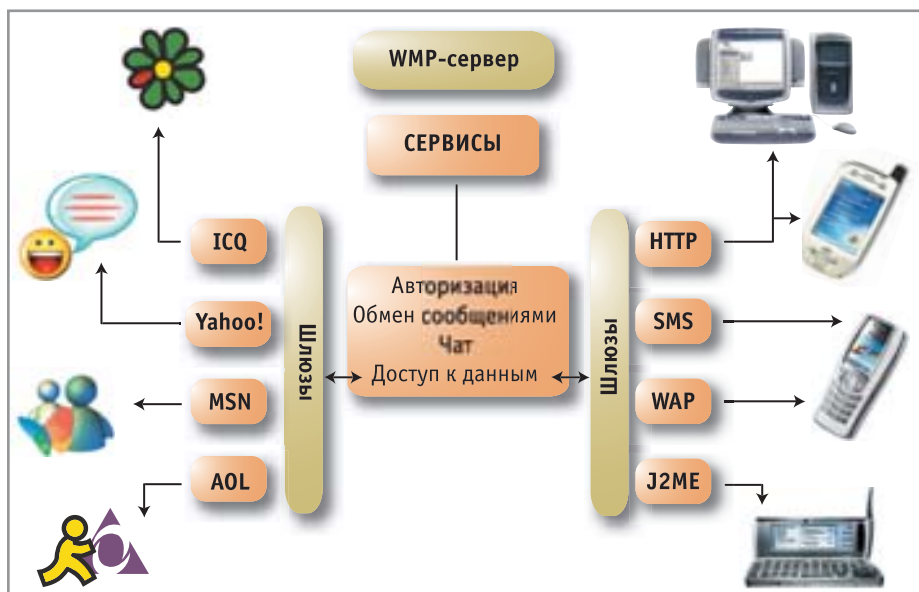 WMP-сервер
СЕРВИСЫ
ICQ
Yahoo!
MSN
AOL
Шлюзы
Авторизация
Обмен сообщениями
Чат
Доступ к данным
Шлюзы
HTTP
SMS
WAP
J2ME